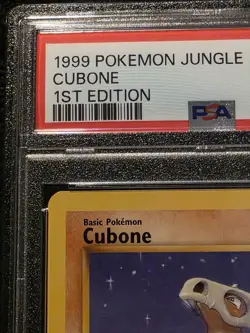 1999 POKEMON JUNGLE
CUBONE
1ST EDITION
PSA
Basic Pokémon
Cubone